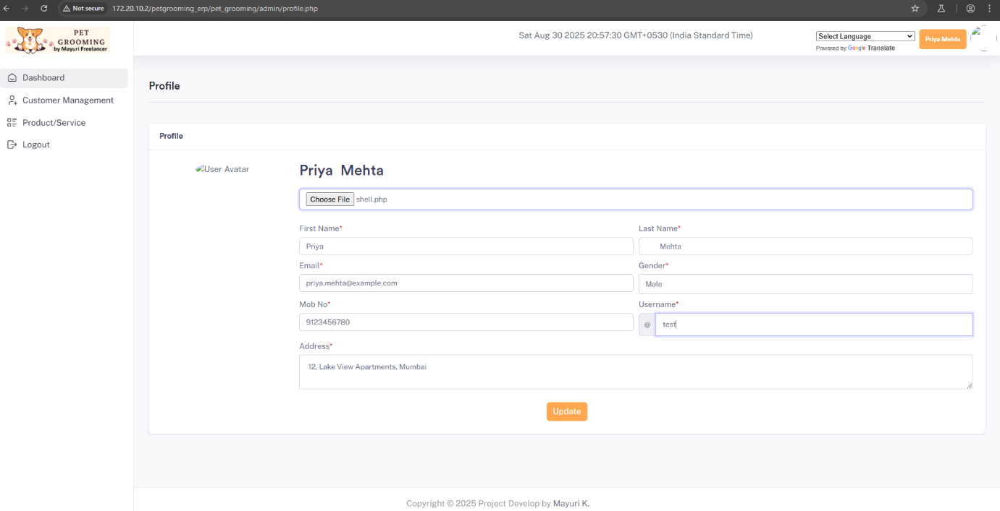 Not secure 172.20.10.2/petgrooming_erp/pet_grooming/admin/profile.php
PET
GROOMING
by Mayuri Freelancer
Sat Aug 30 2025 20:57:30 GMT+0530 (India Standard Time)
Select Language
Powered by Google Translate
Priya Mehta
Dashboard
Customer Management
Product/Service
Logout
Profile
Profile
User Avatar
Priya Mehta
Choose File shell.php
First Name* Last Name*
Priya Mehta
Email* Gender*
priya.mehta@example.com Male
Mob No* Username*
9123456780 @ test
Address*
12, Lake View Apartments, Mumbai
Update
Copyright © 2025 Project Develop by Mayuri K.